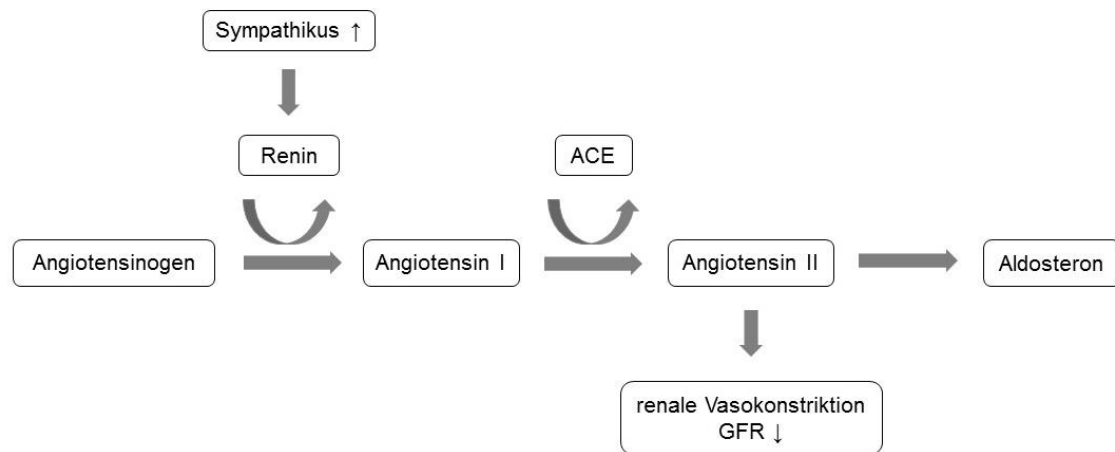 Sympathikus ↑
Renin
ACE
Angiotensinogen
Angiotensin I
Angiotensin II
Aldosteron
renale Vasokonstriktion
GFR ↓